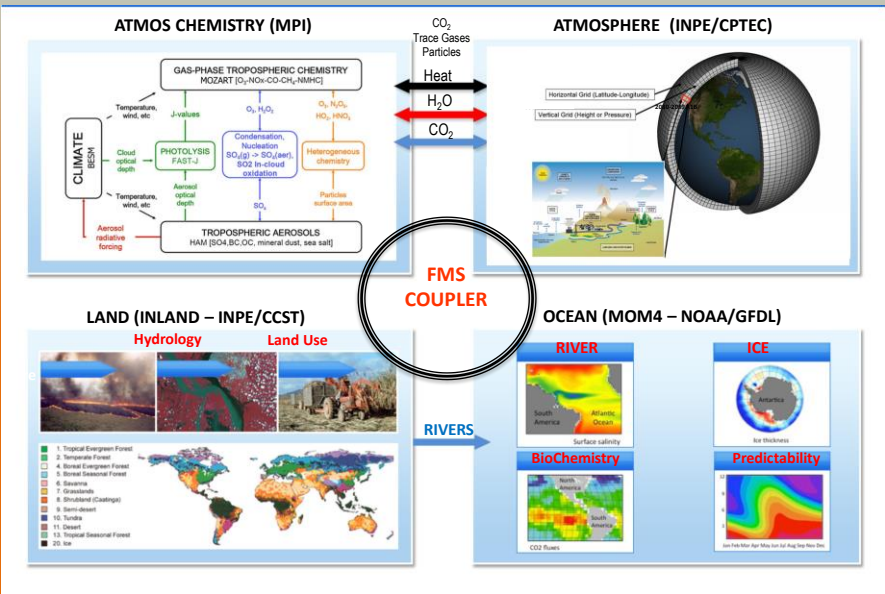 ATMOS CHEMISTRY (MPI)
GAS-PHASE TROPOSPHERIC CHEMISTRY
MOZART [O₃-NOx-CO-CH₄-NMHC]
Temperature,
wind, etc
J-values
O₃, H₂O₂
O₃, N₂O₅,
HO₂, HNO₃
CLIMATE
BESM
Cloud
optical
depth
PHOTOLYSIS
FAST-J
Condensation,
Nucleation
SO₄(g) -> SO₄(aer),
SO2 In-cloud
oxidation
Heterogeneous
chemistry
Aerosol
optical
depth
Temperature,
wind, etc
SO₄
Particles
surface area
Aerosol
radiative
forcing
TROPOSPHERIC AEROSOLS
HAM [SO4,BC,OC, mineral dust, sea salt]
CO₂
Trace Gases
Particles
Heat
H₂O
CO₂
ATMOSPHERE (INPE/CPTEC)
Horizontal Grid (Latitude-Longitude)
Vertical Grid (Height or Pressure)
FMS
COUPLER
LAND (INLAND – INPE/CCST)
Hydrology
Land Use
1. Tropical Evergreen Forest
3. Temperate Forest
4. Boreal Evergreen Forest
5. Boreal Seasonal Forest
6. Savanna
7. Grasslands
8. Shrubland (Caatinga)
9. Semi-desert
10. Tundra
11. Desert
13. Tropical Seasonal Forest
20. Ice
RIVERS
OCEAN (MOM4 – NOAA/GFDL)
RIVER
South
America
Atlantic
Ocean
Surface salinity
ICE
Antartica
Ice thickness
BioChemistry
North
America
South
America
CO2 fluxes
Predictability
12
9
6
3
Jan Feb Mar Apr May Jun Jul Aug Sep Nov Dec